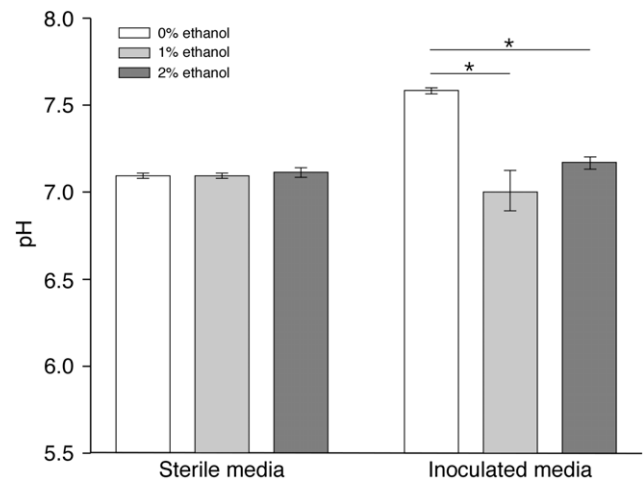 8.0
0% ethanol
1% ethanol
2% ethanol
*
*
7.5
7.0
pH
6.5
6.0
5.5
Sterile media
Inoculated media